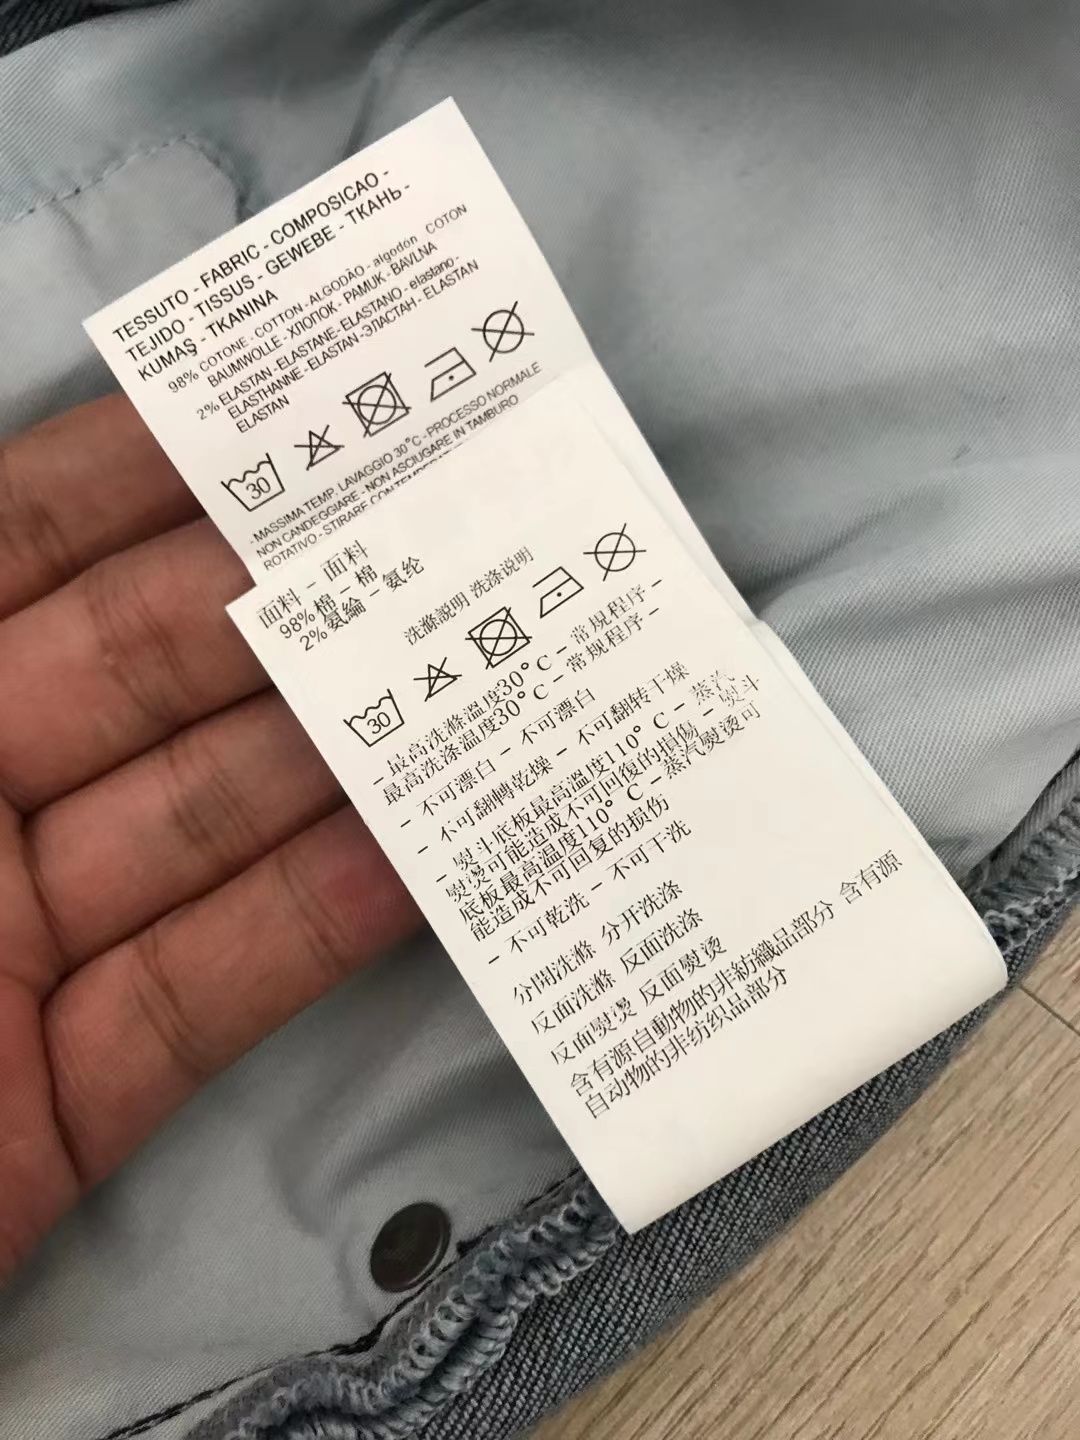 TESSUTO - FABRIC - COMPOSICAO -
TEJIDO - TISSUS - GEWEBE - ТКАНЬ -
KUMAŞ - TKANINA
98% COTONE - COTTON - ALGODÃO - algodon COTON
BAUMWOLLE - ХЛОПОК - PAMUK - BAVLNA
2% ELASTAN - ELASTANE - ELASTANO - elastano -
ELASTHANNE - ELASTAN - ЭЛАСТАН - ELASTAN
ELASTAN
30
- MASSIMA TEMP. LAVAGGIO 30°C - PROCESSO NORMALE
NON CANDEGGIARE - NON ASCIUGARE IN TAMBURO
ROTATIVO - STIRARE CON
面料 - 面料
98% 棉 - 棉
2% 氨綸 - 氨纶
洗滌説明 洗涤说明
30
- 最高洗滌溫度30° C - 常规程序 -
最高洗涤温度30° C - 常规程序 -
- 不可漂白 - 不可漂白
- 不可翻轉乾燥 - 不可翻转干燥
- 熨斗底板最高溫度110° C - 蒸汽
熨燙可能造成不可回復的損傷 - 熨斗
底板最高温度110° C - 蒸汽熨烫可
能造成不可回复的损伤
- 不可乾洗 - 不可干洗
分開洗滌 分开洗涤
反面洗滌 反面洗涤
反面熨燙 反面熨烫
含有源自動物的非紡織品部分 含有源
自动物的非纺织品部分